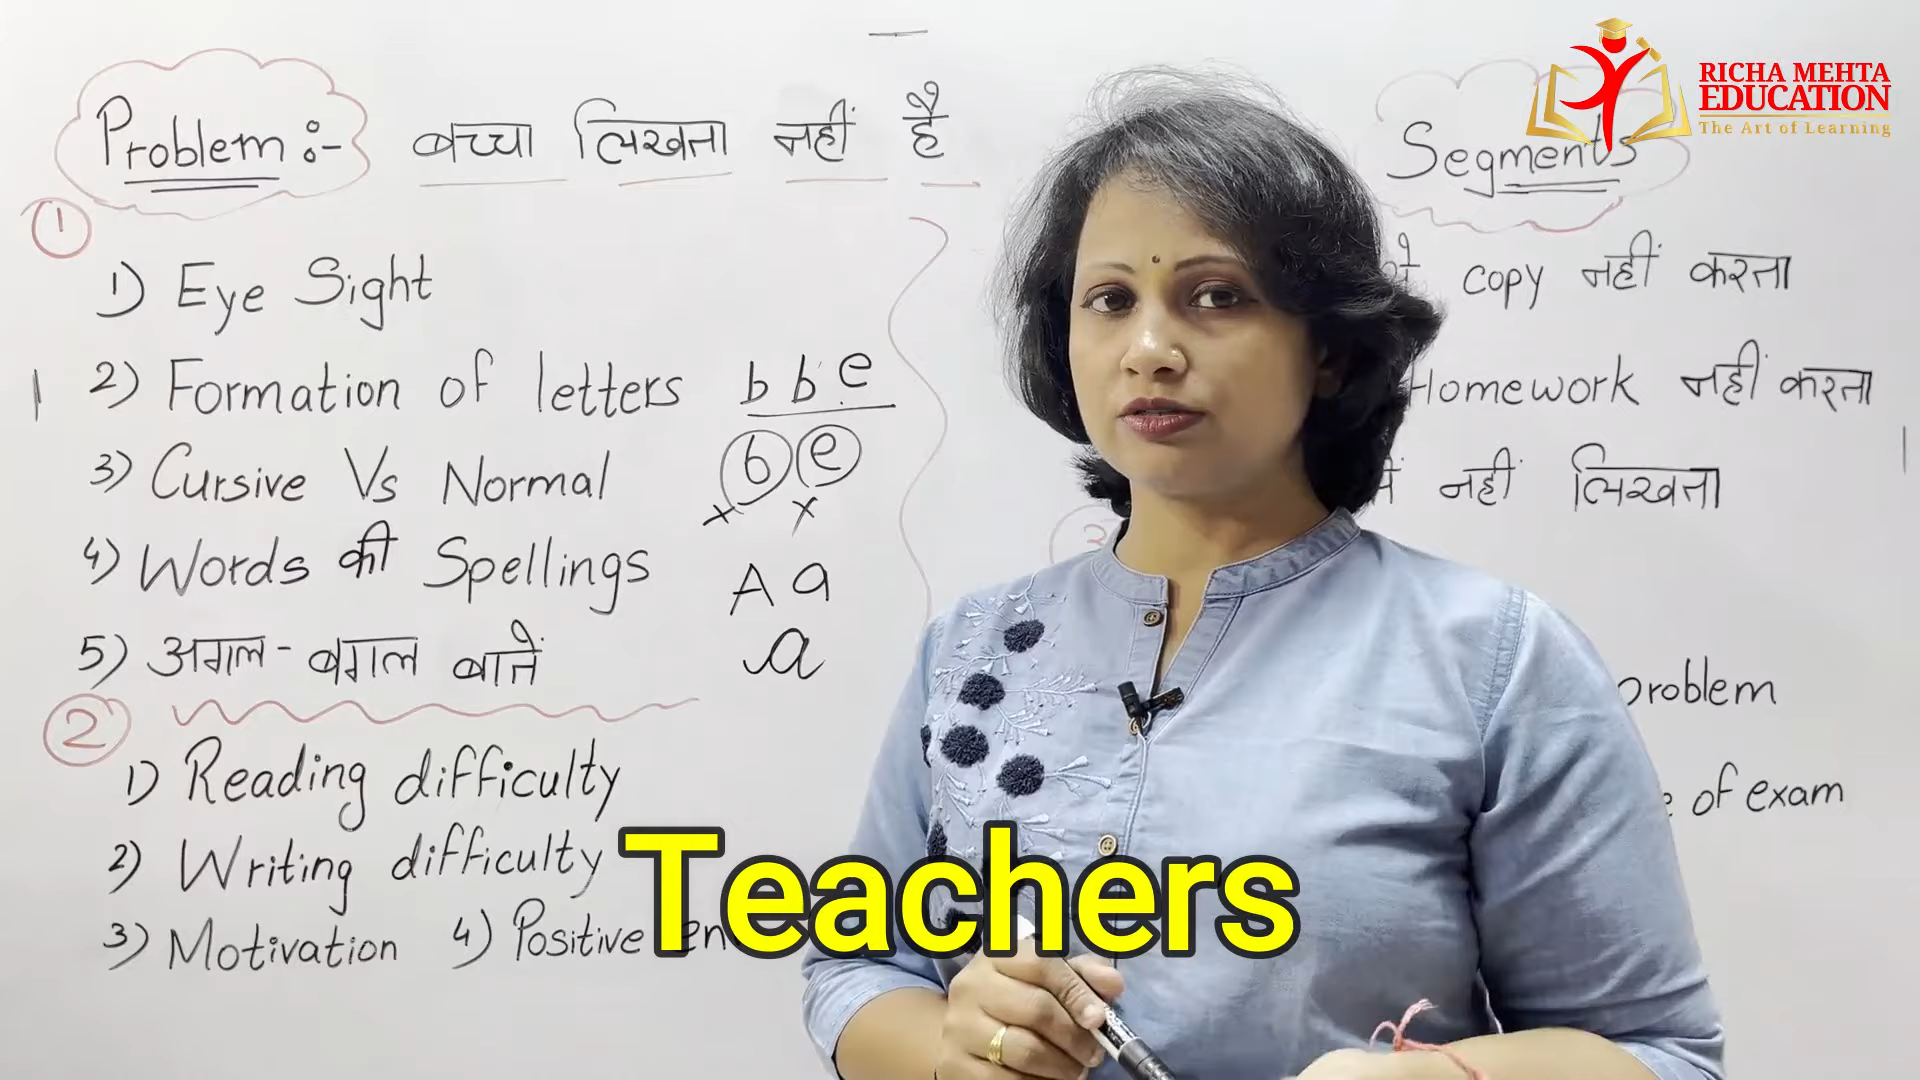 Problem :- बच्चा लिखता नहीं है
1
1) Eye Sight
2) Formation of letters b b e
b e
3) Cursive Vs Normal
x x
4) Words की Spellings A a
a
5) अगल - बगल बातें
2
1) Reading difficulty
2) Writing difficulty
3) Motivation 4) Positive
Segments
copy नहीं करता
Homework नहीं करता
नहीं लिखता
problem
of exam
Teachers
RICHA MEHTA
EDUCATION
The Art of Learning